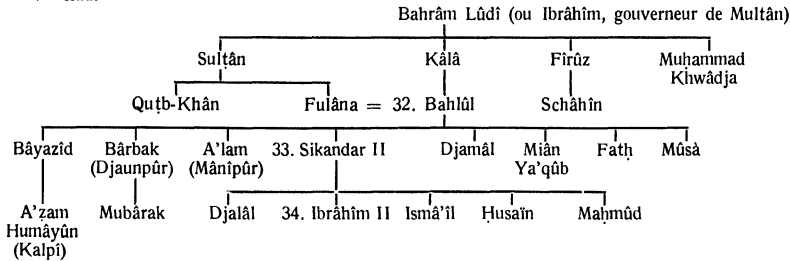 Bahrâm Lûdî (ou Ibrâhîm, gouverneur de Multân)
Sulṭân Kâlâ Fîrûz Muḥammad Khwâdja
Quṭb-Khân Fulâna = 32. Bahlûl Schâhîn
Bâyazîd Bârbak (Djaunpûr) A'lam (Mânîpûr) 33. Sikandar II Djamâl Miân Ya'qûb Fatḥ Mûsà
A'ẓam Humâyûn (Kalpî) Mubârak Djalâl 34. Ibrâhîm II Ismâ'îl Ḥusaïn Maḥmûd